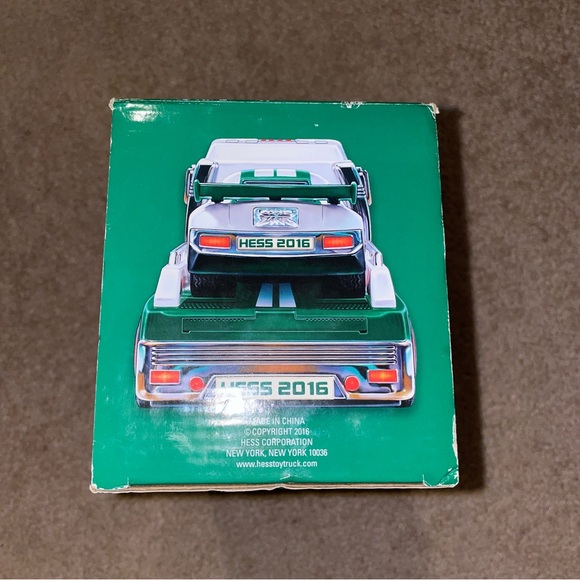 HESS 2016
HESS 2016
MADE IN CHINA
© COPYRIGHT 2016
HESS CORPORATION
NEW YORK, NEW YORK 10036
www.hesstoytruck.com